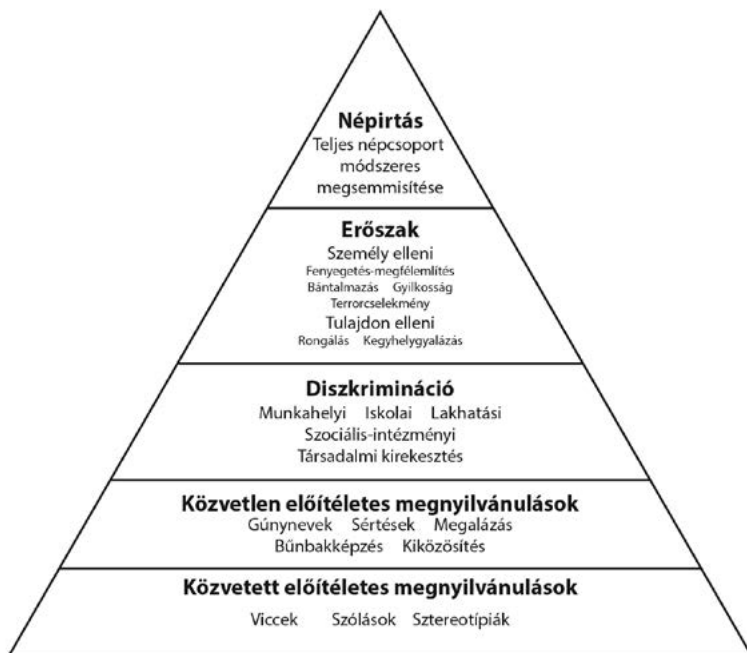 Népirtás
Teljes népcsoport
módszeres
megsemmisítése
Erőszak
Személy elleni
Fenyegetés-megfélemlítés
Bántalmazás Gyilkosság
Terrorcselekmény
Tulajdon elleni
Rongálás Kegyhelygyalázás
Diszkrimináció
Munkahelyi Iskolai Lakhatási
Szociális-intézményi
Társadalmi kirekesztés
Közvetlen előítéletes megnyilvánulások
Gúnynevek Sértések Megalázás
Bűnbakképzés Kiközösítés
Közvetett előítéletes megnyilvánulások
Viccek Szólások Sztereotípiák